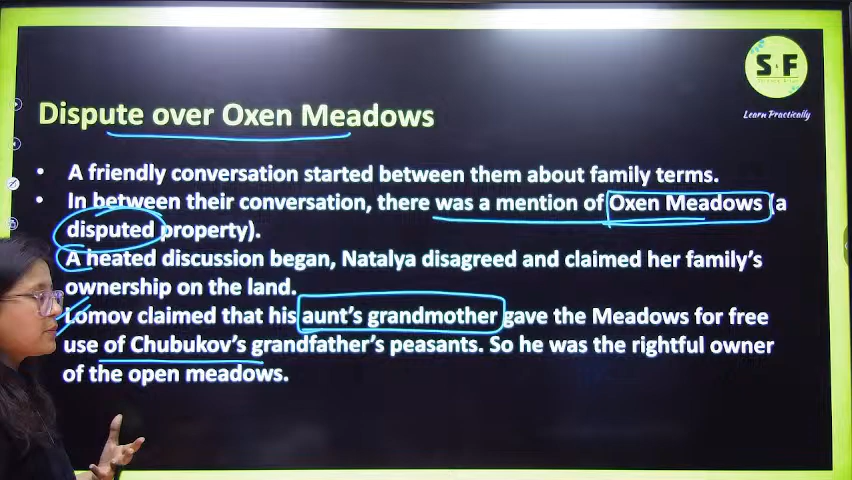 S&F
Learn Practically
Dispute over Oxen Meadows
• A friendly conversation started between them about family terms.
• In between their conversation, there was a mention of Oxen Meadows (a
disputed property).
A heated discussion began, Natalya disagreed and claimed her family's
ownership on the land.
Lomov claimed that his aunt's grandmother gave the Meadows for free
use of Chubukov's grandfather's peasants. So he was the rightful owner
of the open meadows.